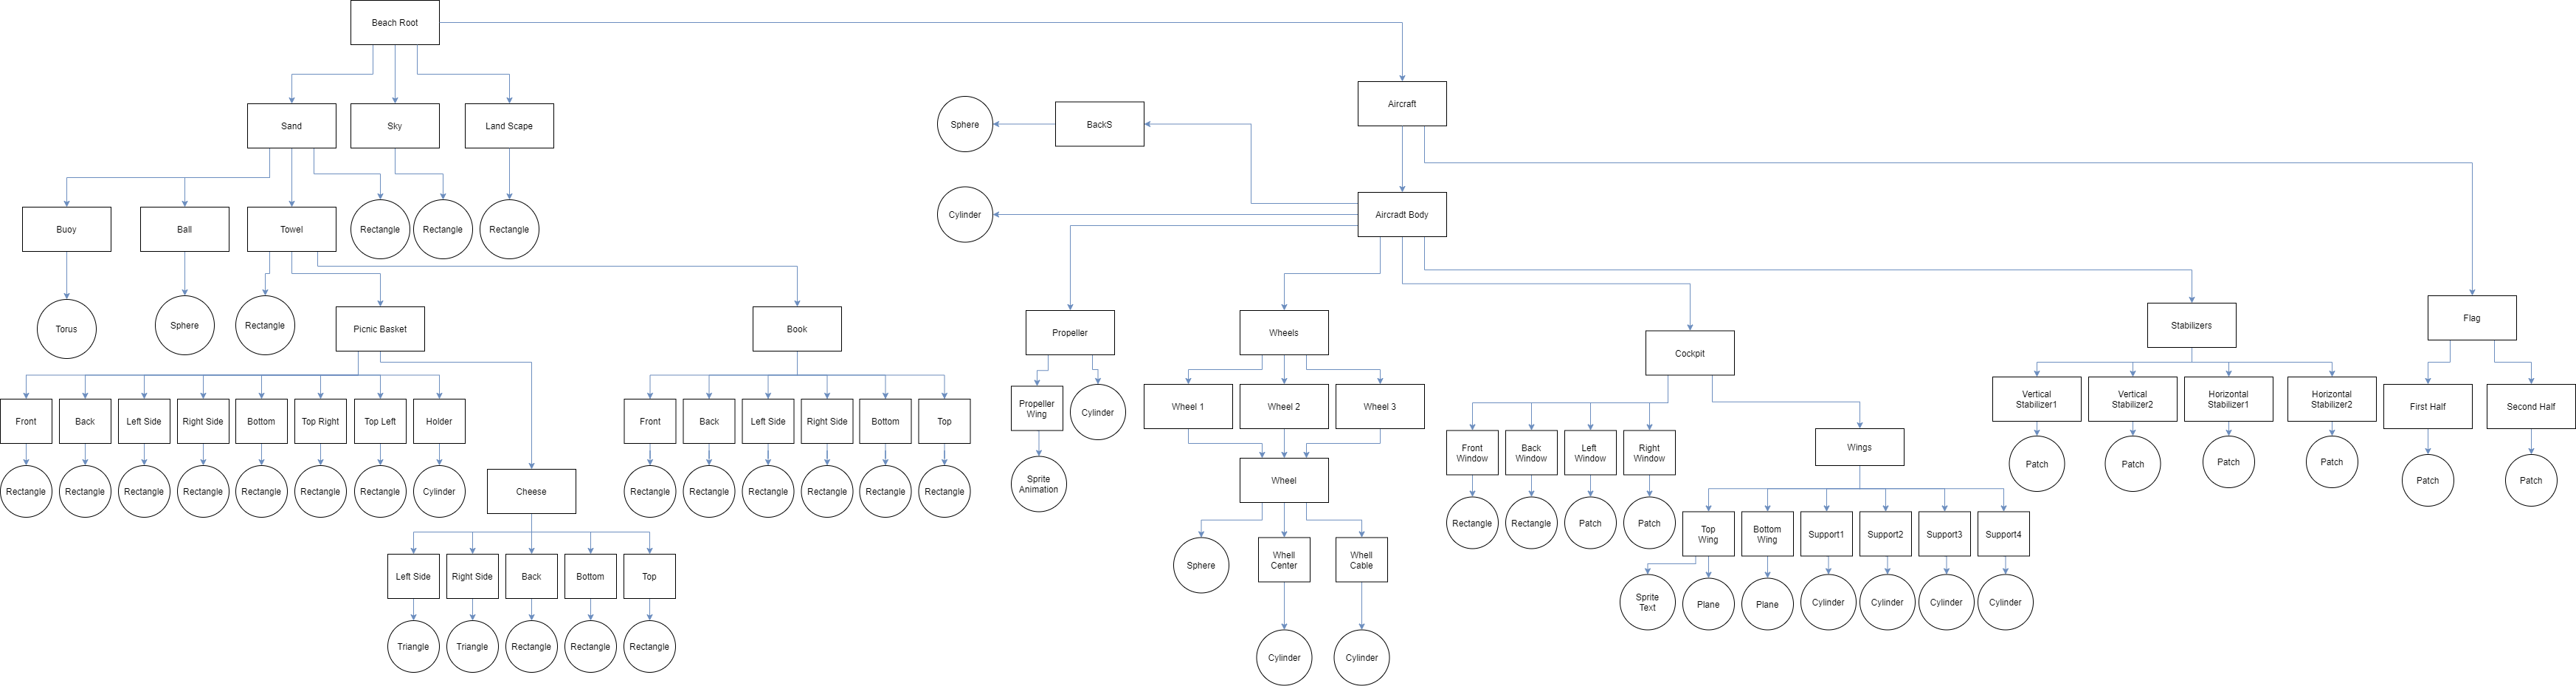 Beach Root
Aircraft
Sand
Sky
Land Scape
Sphere
BackS
Cylinder
Aircradt Body
Buoy
Ball
Towel
Rectangle
Rectangle
Rectangle
Torus
Sphere
Rectangle
Picnic Basket
Book
Propeller
Wheels
Cockpit
Stabilizers
Flag
Front
Back
Left Side
Right Side
Bottom
Top Right
Top Left
Holder
Rectangle
Rectangle
Rectangle
Rectangle
Rectangle
Rectangle
Rectangle
Cylinder
Cheese
Left Side
Right Side
Back
Bottom
Top
Triangle
Triangle
Rectangle
Rectangle
Rectangle
Front
Back
Left Side
Right Side
Bottom
Top
Rectangle
Rectangle
Rectangle
Rectangle
Rectangle
Rectangle
Propeller
Wing
Cylinder
Sprite
Animation
Wheel 1
Wheel 2
Wheel 3
Wheel
Sphere
Whell
Center
Whell
Cable
Cylinder
Cylinder
Front
Window
Back
Window
Left
Window
Right
Window
Rectangle
Rectangle
Patch
Patch
Wings
Top
Wing
Bottom
Wing
Support1
Support2
Support3
Support4
Sprite
Text
Plane
Plane
Cylinder
Cylinder
Cylinder
Cylinder
Vertical
Stabilizer1
Vertical
Stabilizer2
Horizontal
Stabilizer1
Horizontal
Stabilizer2
Patch
Patch
Patch
Patch
First Half
Second Half
Patch
Patch